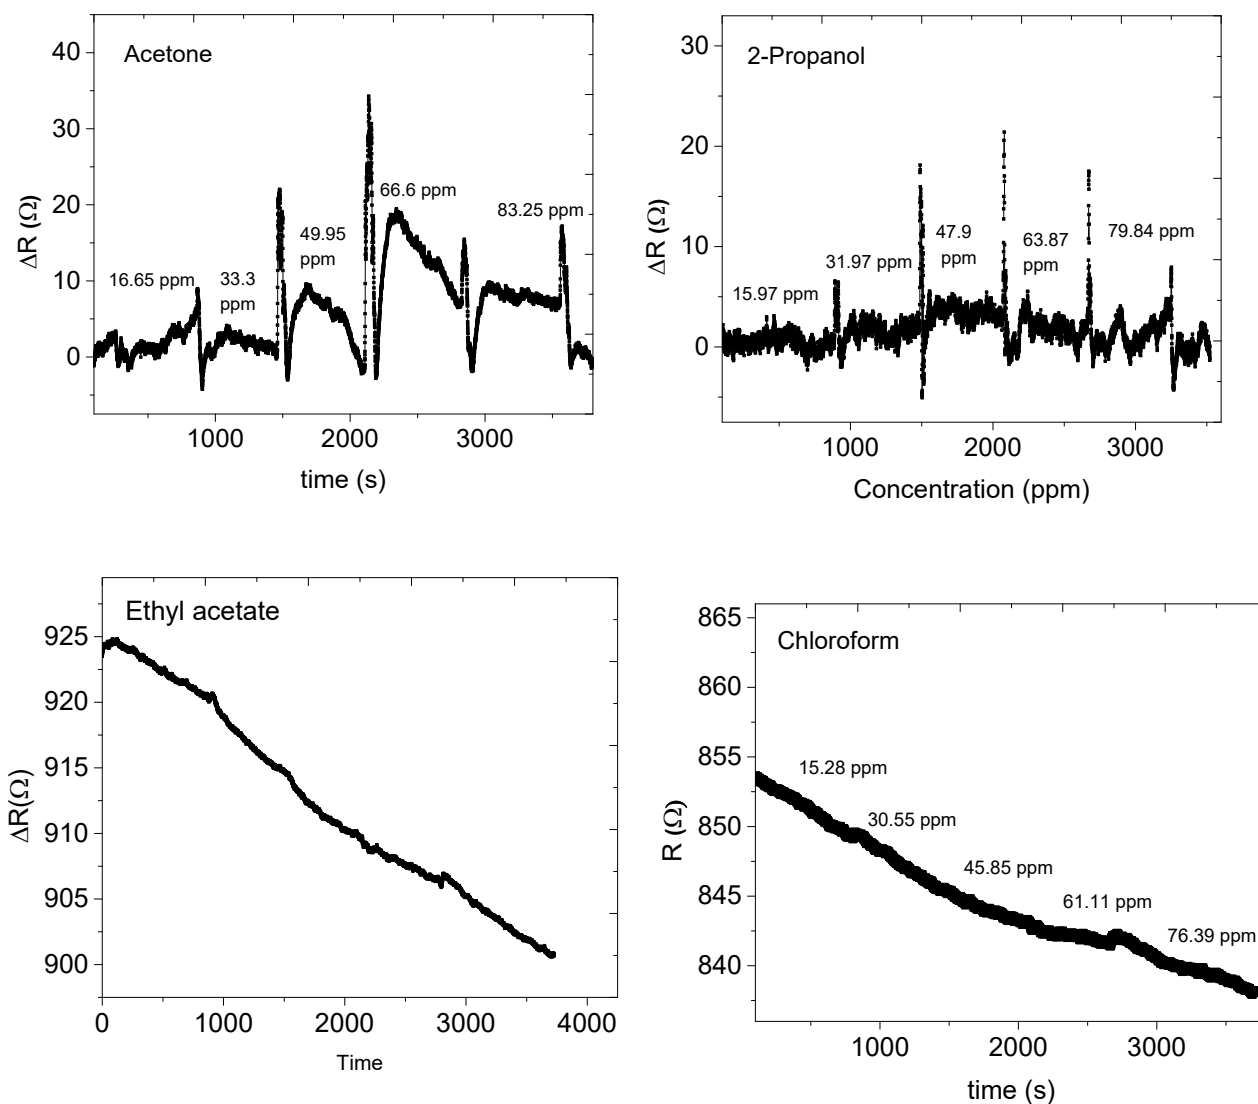 Acetone
40
30
20
10
0
ΔR (Ω)
16.65 ppm
33.3
ppm
49.95
ppm
66.6 ppm
83.25 ppm
1000
2000
3000
time (s)
2-Propanol
30
20
10
0
ΔR (Ω)
15.97 ppm
31.97 ppm
47.9
ppm
63.87
ppm
79.84 ppm
1000
2000
3000
Concentration (ppm)
Ethyl acetate
925
920
915
910
905
900
ΔR(Ω)
0
1000
2000
3000
4000
Time
Chloroform
865
860
855
850
845
840
R (Ω)
15.28 ppm
30.55 ppm
45.85 ppm
61.11 ppm
76.39 ppm
1000
2000
3000
time (s)